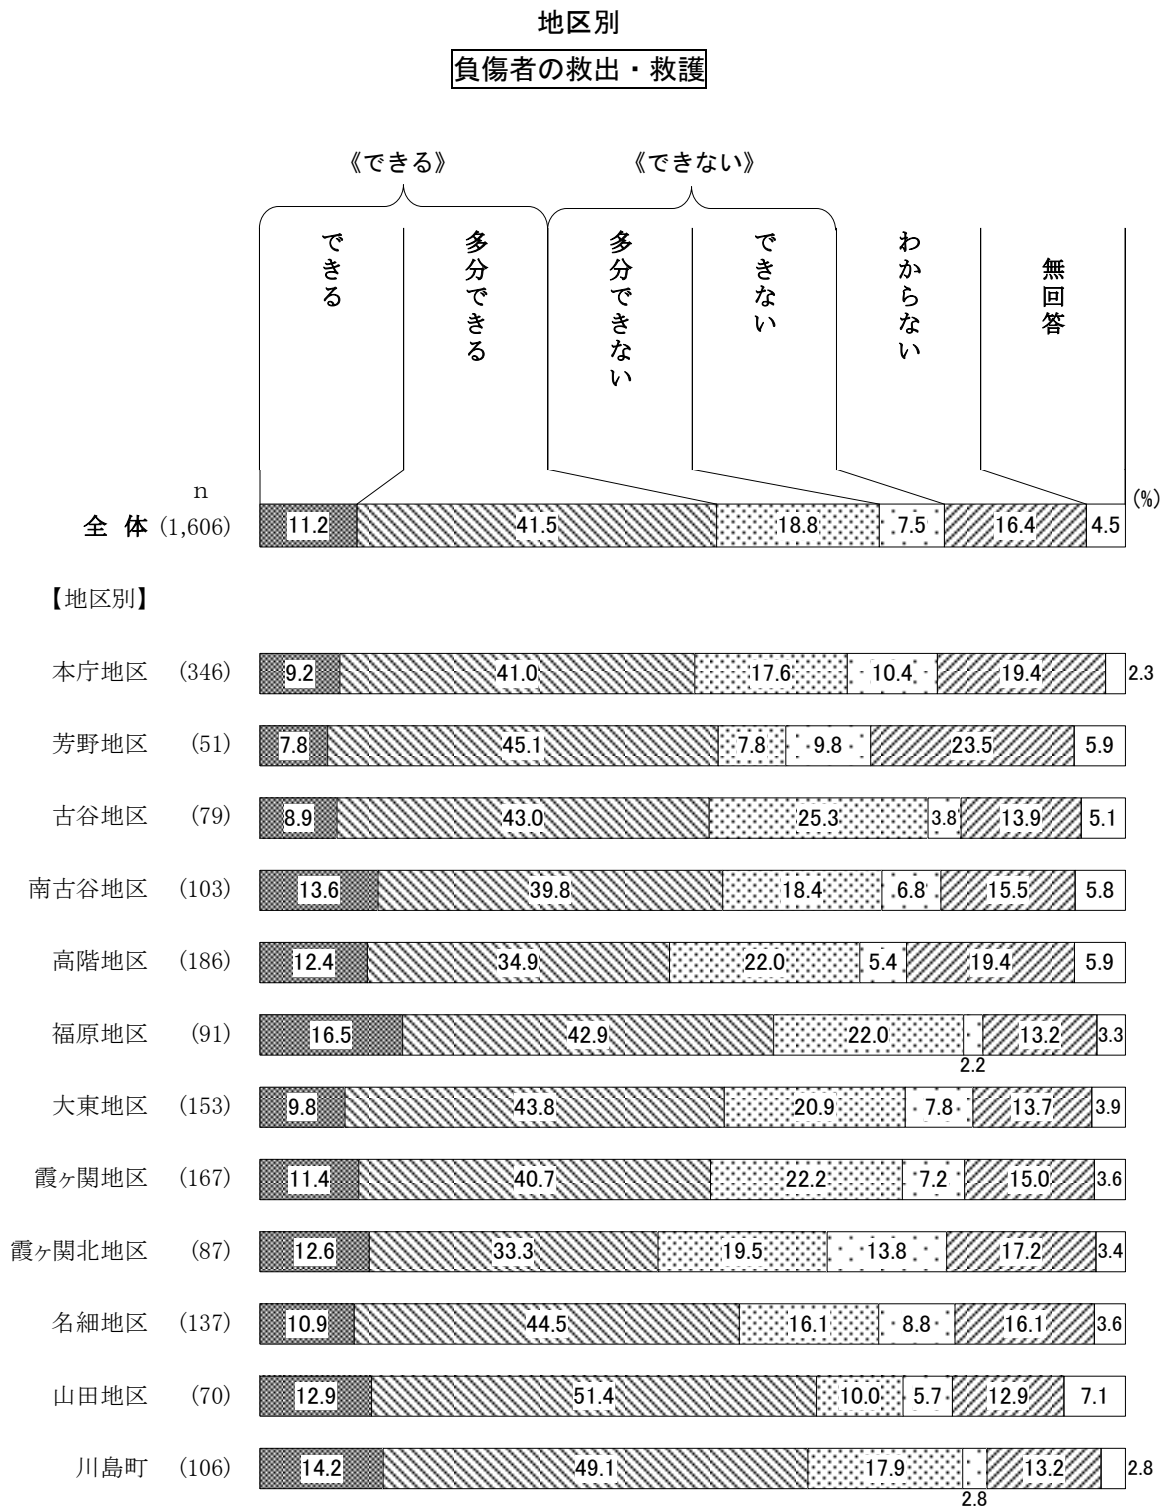 地区別
負傷者の救出・救護
《できる》 《できない》
できる
多分できる
多分できない
できない
わからない
無回答
n
(%)
全 体 (1,606) 11.2 41.5 18.8 7.5 16.4 4.5
【地区別】
本庁地区 (346) 9.2 41.0 17.6 10.4 19.4 2.3
芳野地区 (51) 7.8 45.1 7.8 9.8 23.5 5.9
古谷地区 (79) 8.9 43.0 25.3 3.8 13.9 5.1
南古谷地区 (103) 13.6 39.8 18.4 6.8 15.5 5.8
高階地区 (186) 12.4 34.9 22.0 5.4 19.4 5.9
福原地区 (91) 16.5 42.9 22.0 2.2 13.2 3.3
大東地区 (153) 9.8 43.8 20.9 7.8 13.7 3.9
霞ヶ関地区 (167) 11.4 40.7 22.2 7.2 15.0 3.6
霞ヶ関北地区 (87) 12.6 33.3 19.5 13.8 17.2 3.4
名細地区 (137) 10.9 44.5 16.1 8.8 16.1 3.6
山田地区 (70) 12.9 51.4 10.0 5.7 12.9 7.1
川島町 (106) 14.2 49.1 17.9 2.8 13.2 2.8